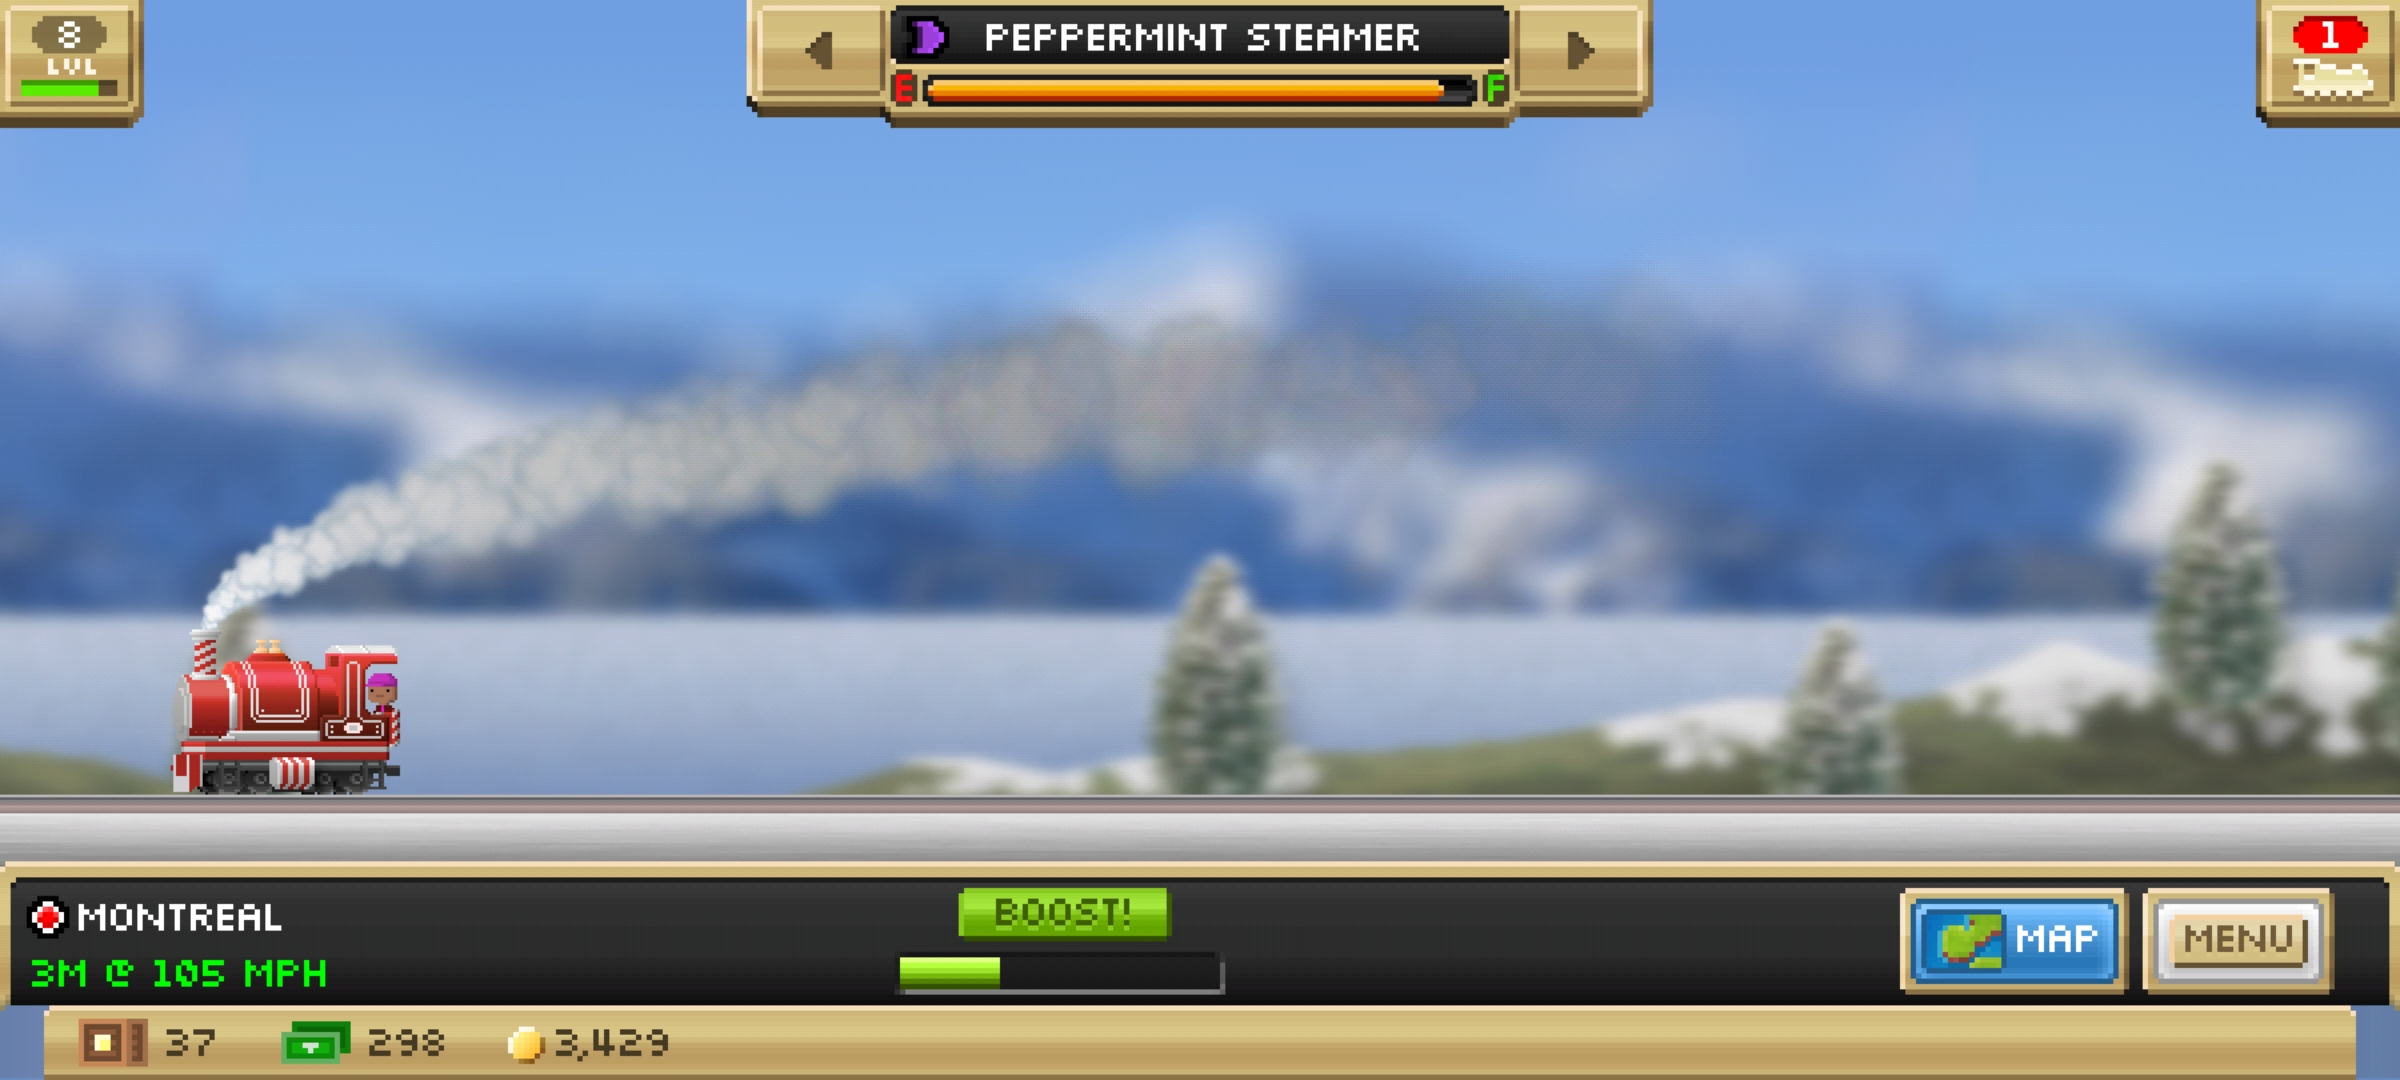 8
LVL
PEPPERMINT STEAMER
E F
1
MONTREAL
3M @ 105 MPH
BOOST!
MAP
MENU
37
298
3,429